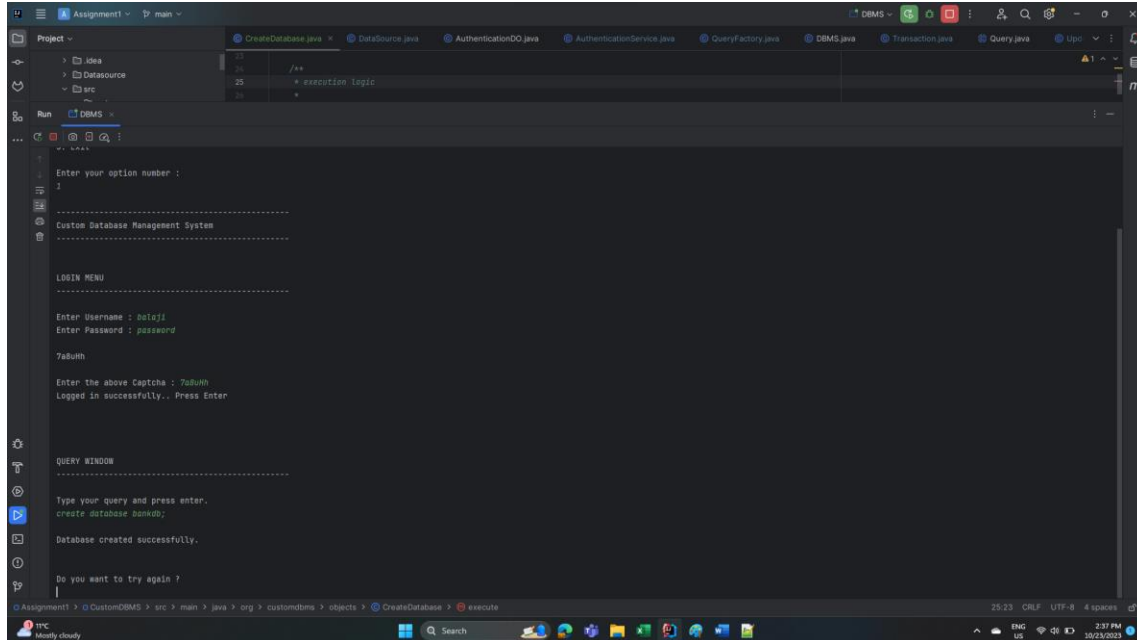 Assignment1
main
DBMS
Project
CreateDatabase.java
DataSource.java
AuthenticationDO.java
AuthenticationService.java
QueryFactory.java
DBMS.java
Transaction.java
Query.java
.idea
Datasource
src
24 /**
25 * execution logic
26 *
1
Run
DBMS
Enter your option number :
1
------------------------------------------------
Custom Database Management System
------------------------------------------------
LOGIN MENU
------------------------------------------------
Enter Username : balaji
Enter Password : password
7a8uHh
Enter the above Captcha : 7a8uHh
Logged in successfully.. Press Enter
QUERY WINDOW
------------------------------------------------
Type your query and press enter.
create database bankdb;
Database created successfully.
Do you want to try again ?
Assignment1 > CustomDBMS > src > main > java > org > customdbms > objects > CreateDatabase > execute
25:23 CRLF UTF-8 4 spaces
11°C
Mostly cloudy
Search
ENG
US
2:37 PM
10/23/2023